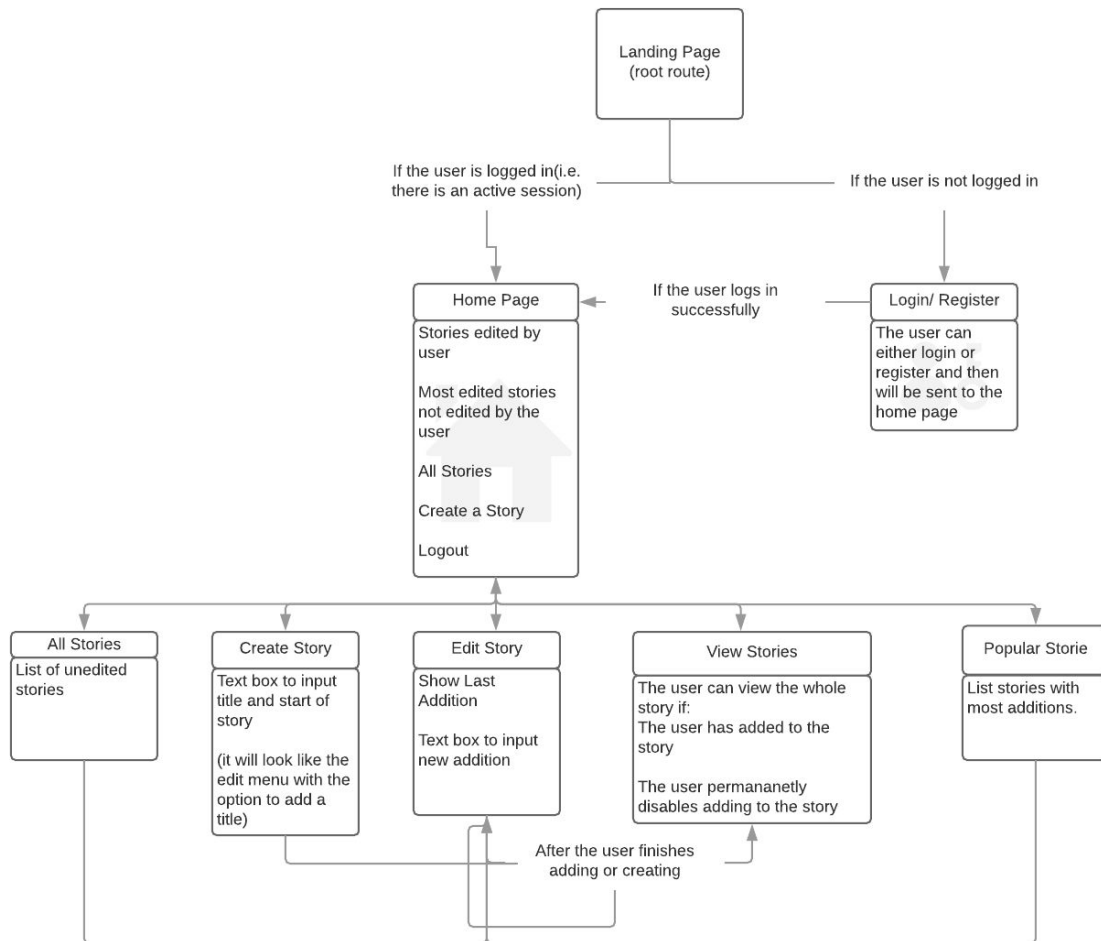 Landing Page
(root route)
If the user is logged in(i.e.
there is an active session)
If the user is not logged in
Home Page
Stories edited by
user
Most edited stories
not edited by the
user
All Stories
Create a Story
Logout
If the user logs in
successfully
Login/ Register
The user can
either login or
register and then
will be sent to the
home page
All Stories
List of unedited
stories
Create Story
Text box to input
title and start of
story
(it will look like the
edit menu with the
option to add a
title)
Edit Story
Show Last
Addition
Text box to input
new addition
View Stories
The user can view the whole
story if:
The user has added to the
story
The user permananetly
disables adding to the story
Popular Storie
List stories with
most additions.
After the user finishes
adding or creating